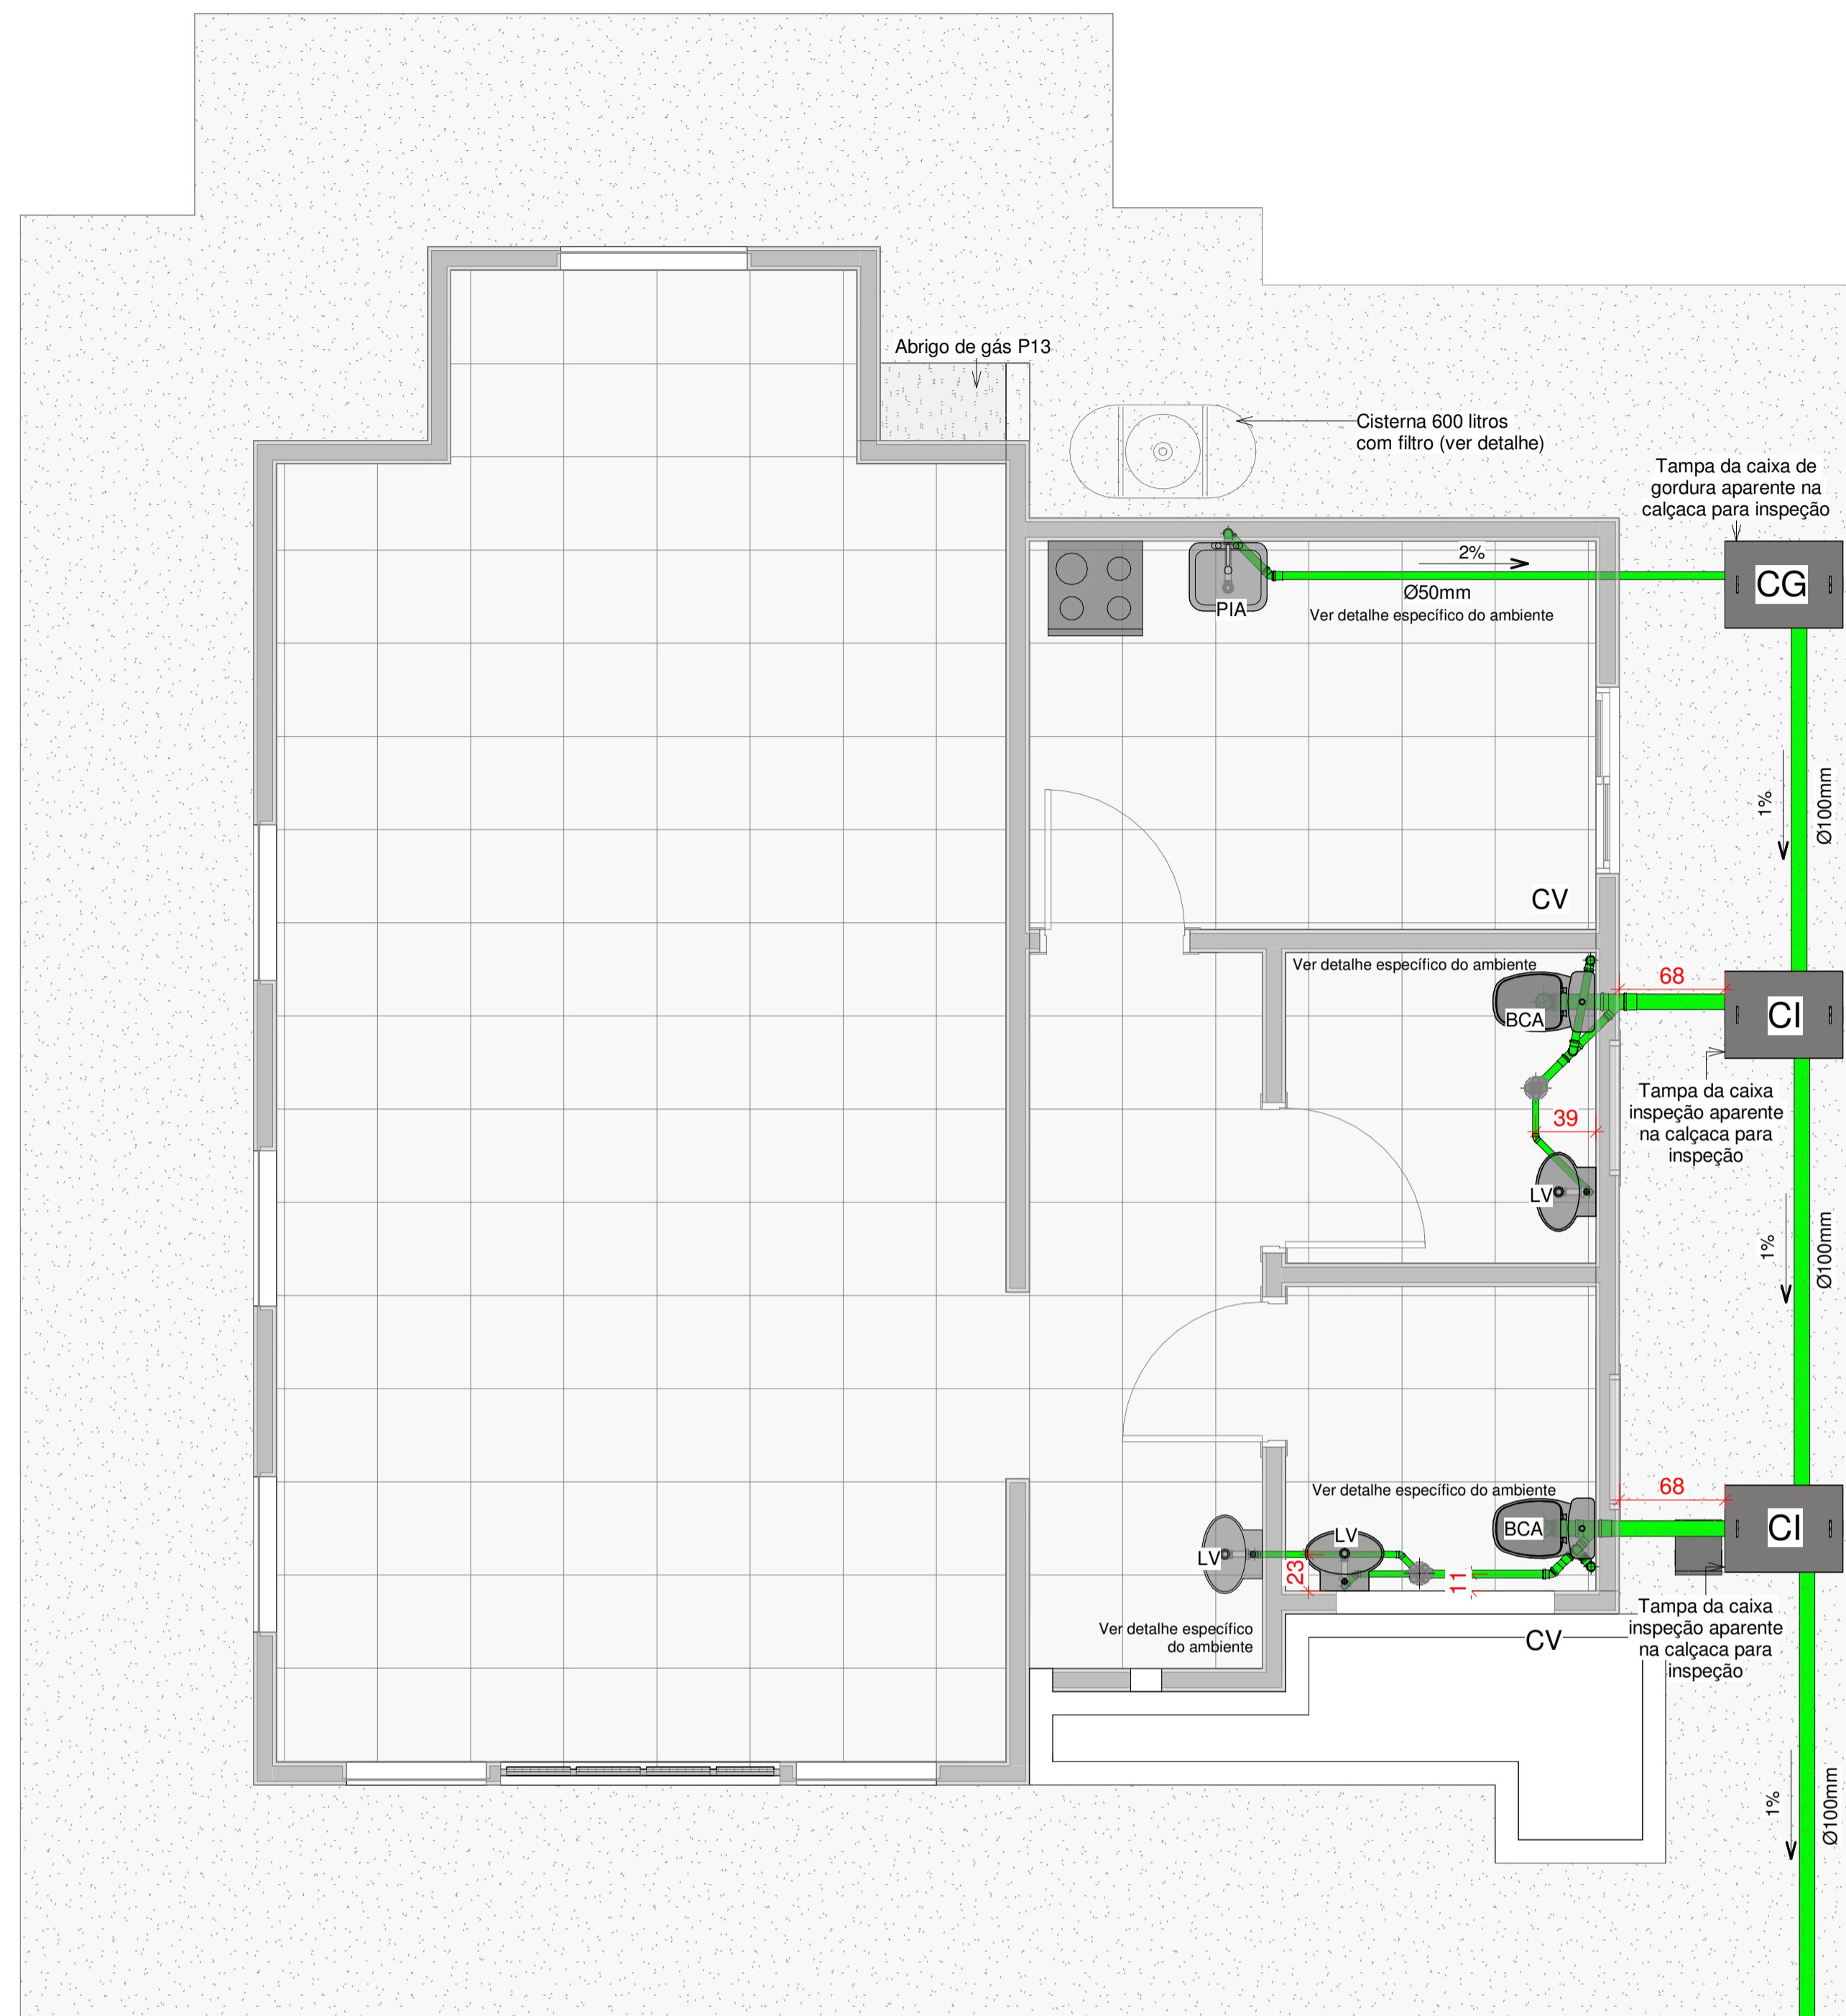 Abrigo de gás P13
Cisterna 600 litros
com filtro (ver detalhe)
Tampa da caixa de
gordura aparente na
calçaca para inspeção
CG
2%
Ø50mm
PIA
Ver detalhe específico do ambiente
1%
Ø100mm
CV
Ver detalhe específico do ambiente
68
BCA
CI
Tampa da caixa
inspeção aparente
na calçaca para
inspeção
39
LV
1%
Ø100mm
Ver detalhe específico do ambiente
68
BCA
CI
LV
LV
23
11
Tampa da caixa
inspeção aparente
na calçaca para
inspeção
Ver detalhe específico
do ambiente
CV
1%
Ø100mm